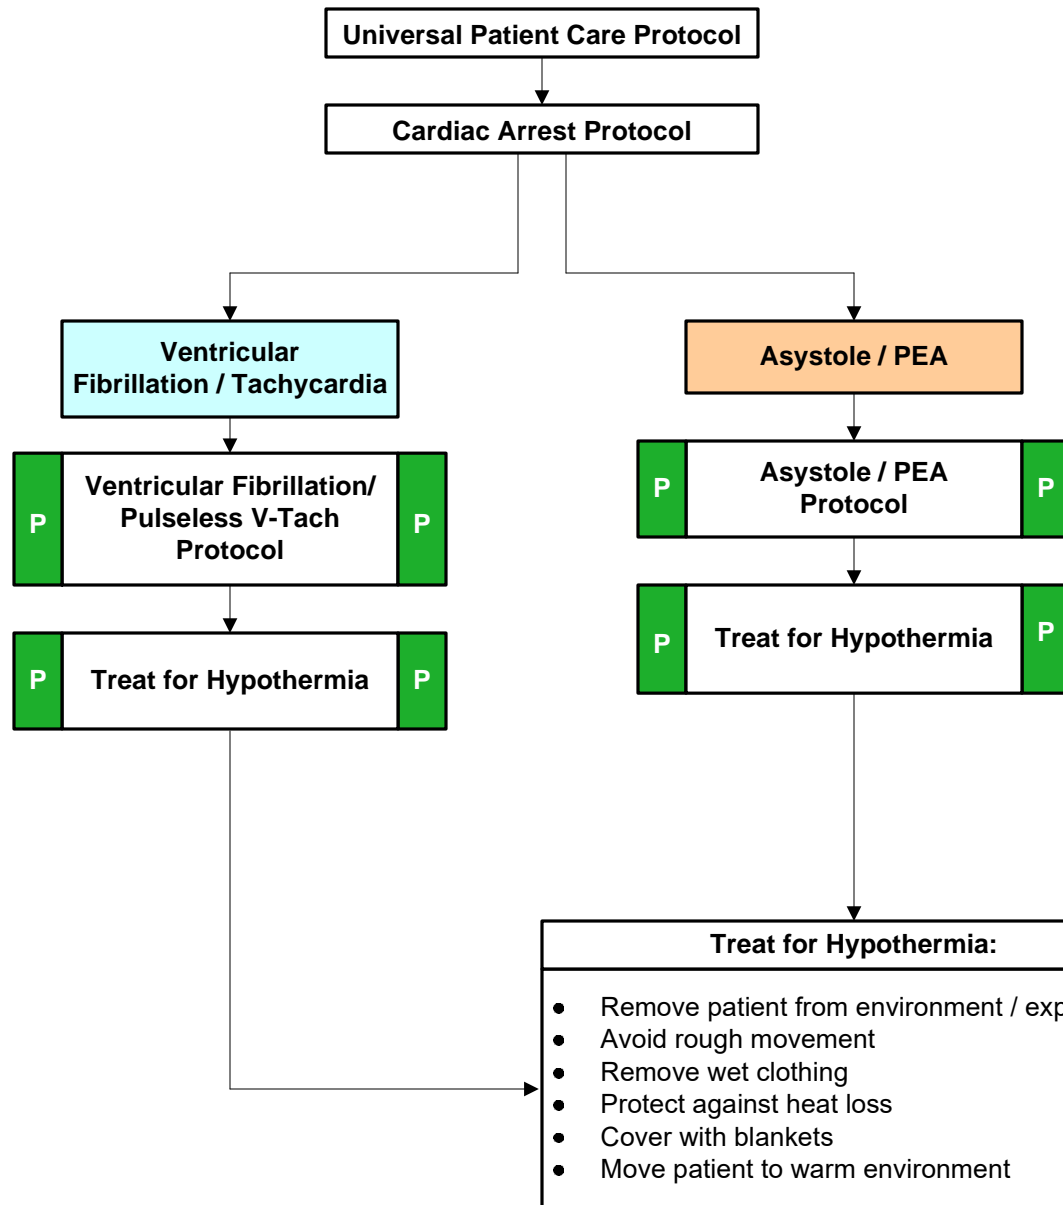 Universal Patient Care Protocol
Cardiac Arrest Protocol
Ventricular
Fibrillation / Tachycardia
Asystole / PEA
P
Ventricular Fibrillation/
Pulseless V-Tach
Protocol
P
P
Asystole / PEA
Protocol
P
P
Treat for Hypothermia
P
P
Treat for Hypothermia
P
Treat for Hypothermia:
● Remove patient from environment /
● Avoid rough movement
● Remove wet clothing
● Protect against heat loss
● Cover with blankets
● Move patient to warm environment